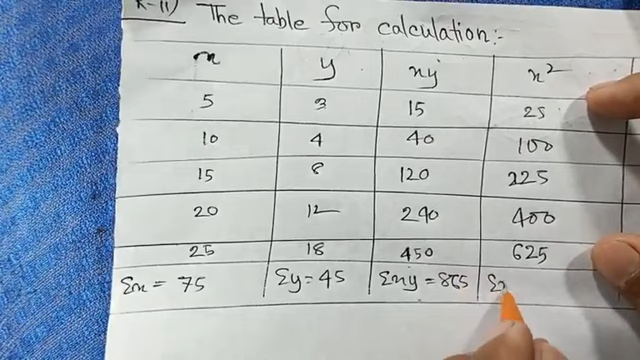 The table for calculation:-
x y xy x²
5 3 15 25
10 4 40 100
15 8 120 225
20 12 240 400
25 18 450 625
Σx = 75 Σy = 45 Σxy = 865 Σ